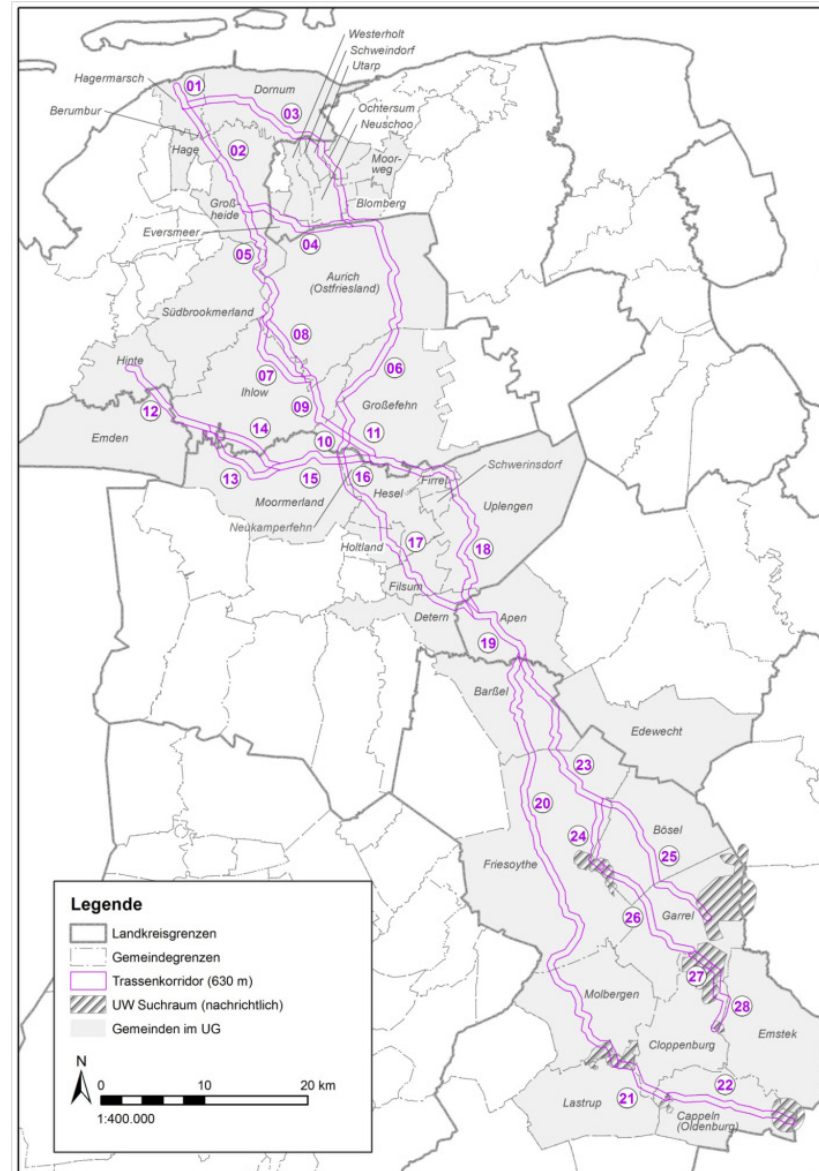 Westerholt
Schweindorf
Utarp
Hagermarsch
01
Dornum
Ochtersum
Berumbur
03
Neuschoo
Hage
02
Moor-
weg
Groß-
heide
Blomberg
Eversmeer
04
05
Aurich
(Ostfriesland)
Südbrookmerland
08
Hinte
07
06
Ihlow
Großefehn
12
09
Emden
14
10
11
13
15
16
Firrel
Schwerinsdorf
Hesel
Moormerland
Uplengen
Neukamperfehn
Holtland
17
18
Filsum
Detern
Apen
19
Barßel
Edewecht
23
20
24
Bösel
25
Friesoythe
Garrel
26
27
Molbergen
28
Emstek
Cloppenburg
22
Lastrup
21
Cappeln
(Oldenburg)
Legende
Landkreisgrenzen
Gemeindegrenzen
Trassenkorridor (630 m)
UW Suchraum (nachrichtlich)
Gemeinden im UG
N
0 10 20 km
1:400.000